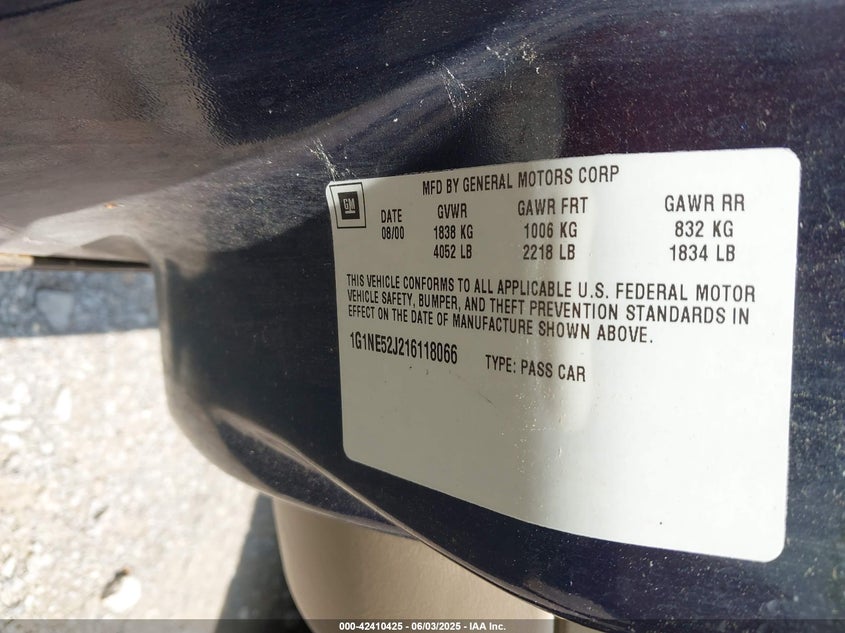 MFD BY GENERAL MOTORS CORP
GM
DATE GVWR GAWR FRT GAWR RR
08/00 1838 KG 1006 KG 832 KG
4052 LB 2218 LB 1834 LB
THIS VEHICLE CONFORMS TO ALL APPLICABLE U.S. FEDERAL MOTOR
VEHICLE SAFETY, BUMPER, AND THEFT PREVENTION STANDARDS IN
EFFECT ON THE DATE OF MANUFACTURE SHOWN ABOVE.
1G1NE52J216118066 TYPE: PASS CAR
000-42410425 - 06/03/2025 - IAA Inc.